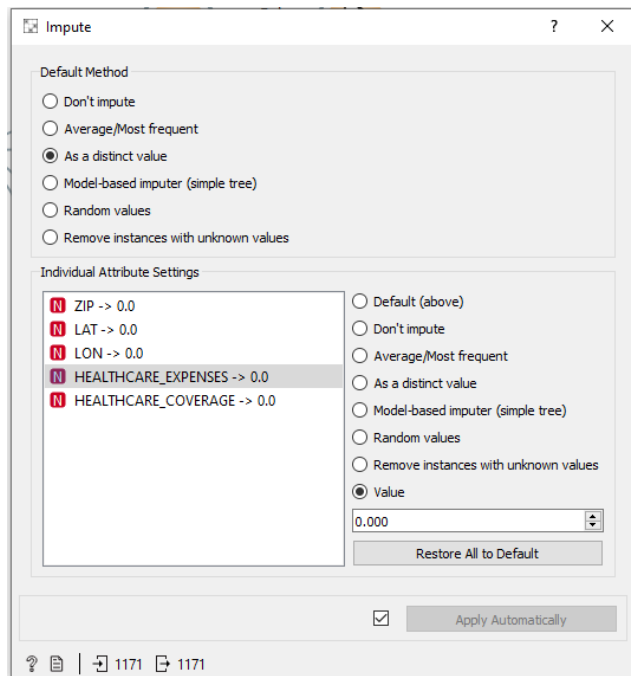 Impute
?
Default Method
Don't impute
Average/Most frequent
As a distinct value
Model-based imputer (simple tree)
Random values
Remove instances with unknown values
Individual Attribute Settings
N ZIP -> 0.0
N LAT -> 0.0
N LON -> 0.0
N HEALTHCARE_EXPENSES -> 0.0
N HEALTHCARE_COVERAGE -> 0.0
Default (above)
Don't impute
Average/Most frequent
As a distinct value
Model-based imputer (simple tree)
Random values
Remove instances with unknown values
Value
0.000
Restore All to Default
Apply Automatically
? 1171 1171